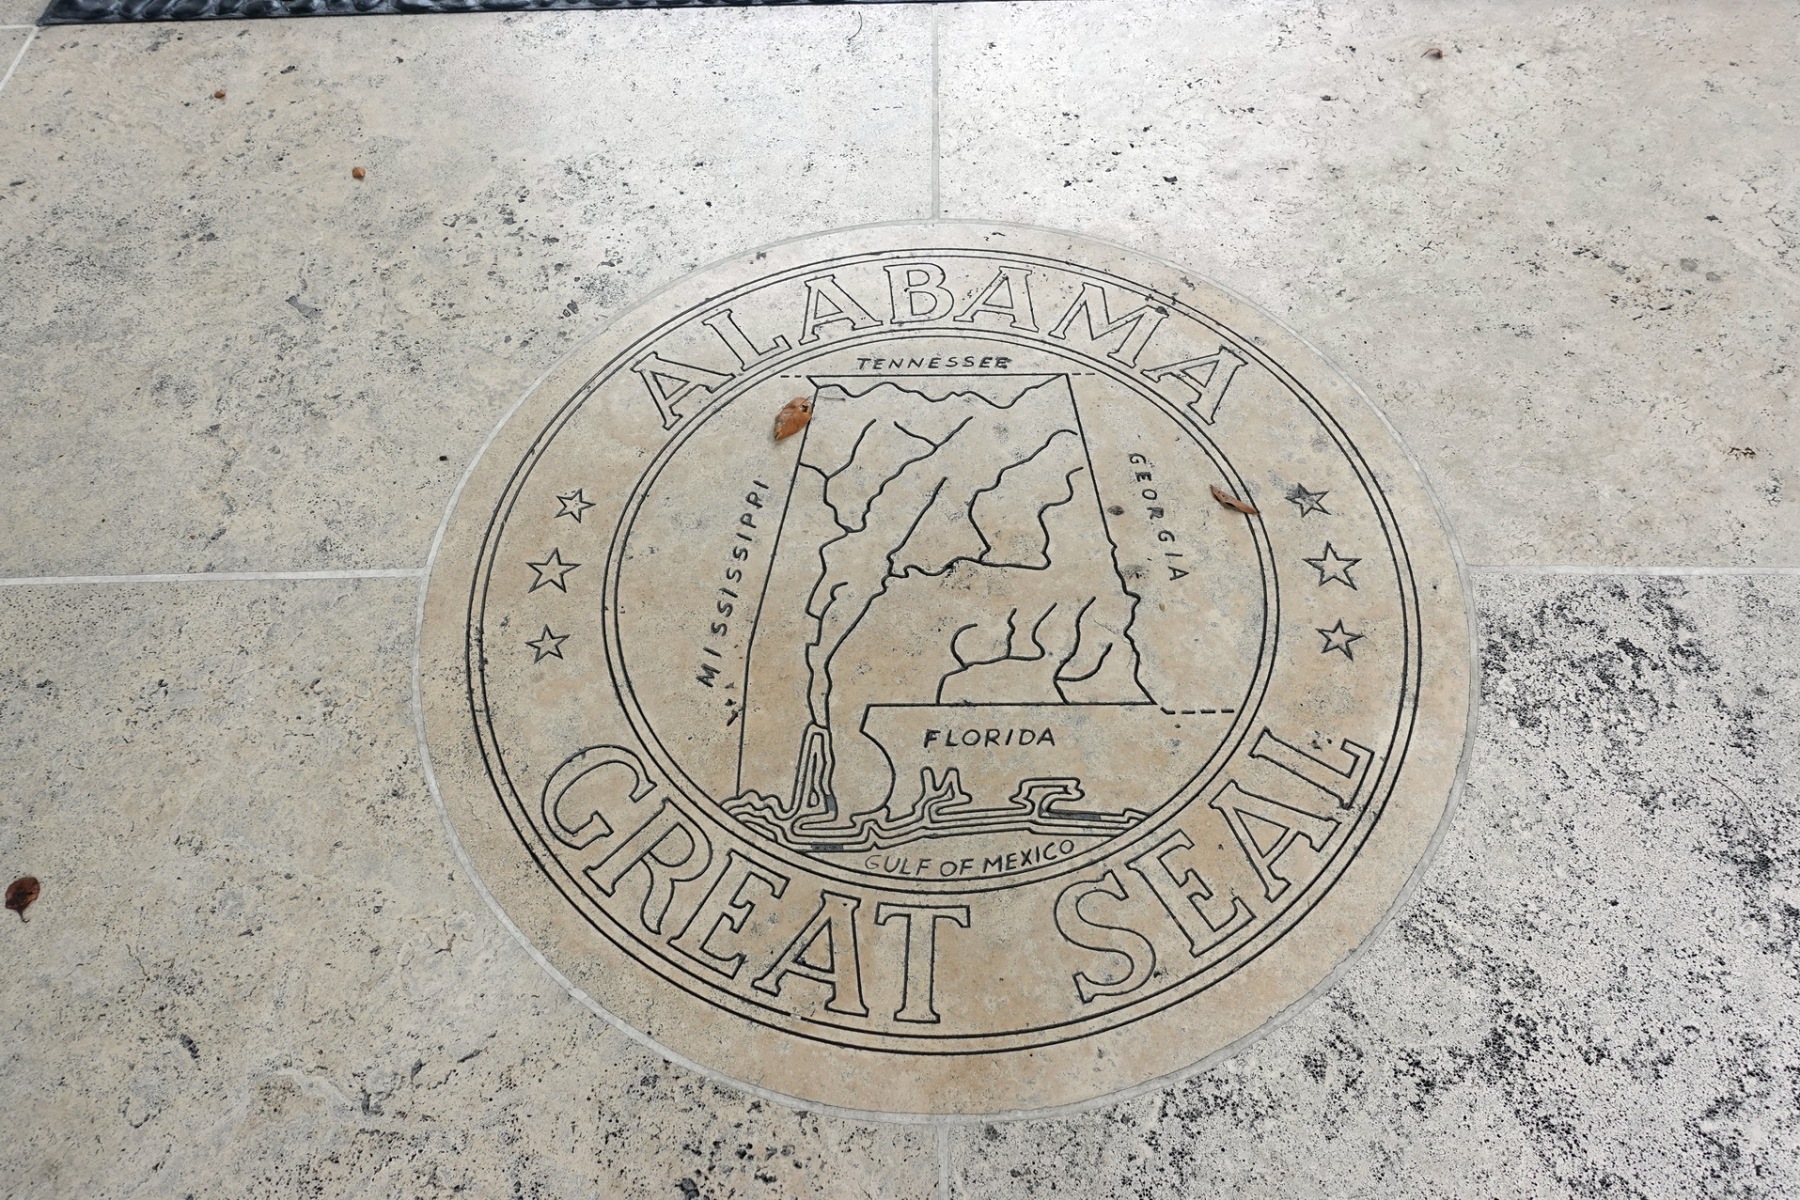 ALABAMA
TENNESSEE
MISSISSIPPI
GEORGIA
FLORIDA
GULF OF MEXICO
GREAT SEAL